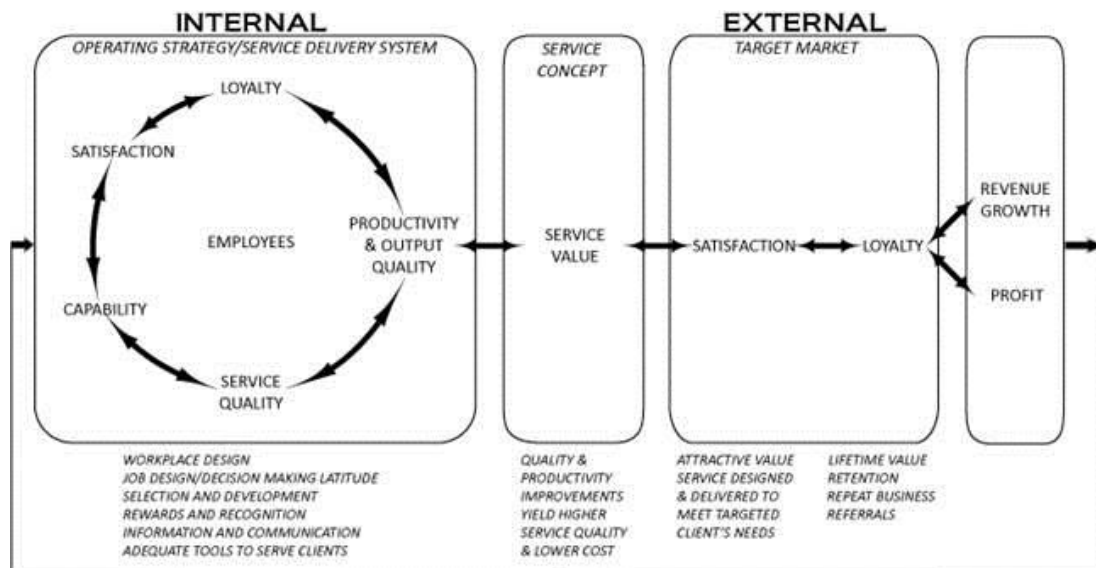 INTERNAL
EXTERNAL
OPERATING STRATEGY/SERVICE DELIVERY SYSTEM
SERVICE
CONCEPT
TARGET MARKET
LOYALTY
SATISFACTION
EMPLOYEES
PRODUCTIVITY
& OUTPUT
QUALITY
CAPABILITY
SERVICE
QUALITY
SERVICE
VALUE
SATISFACTION
LOYALTY
REVENUE
GROWTH
PROFIT
WORKPLACE DESIGN
JOB DESIGN/DECISION MAKING LATITUDE
SELECTION AND DEVELOPMENT
REWARDS AND RECOGNITION
INFORMATION AND COMMUNICATION
ADEQUATE TOOLS TO SERVE CLIENTS
QUALITY &
PRODUCTIVITY
IMPROVEMENTS
YIELD HIGHER
SERVICE QUALITY
& LOWER COST
ATTRACTIVE VALUE
SERVICE DESIGNED
& DELIVERED TO
MEET TARGETED
CLIENT'S NEEDS
LIFETIME VALUE
RETENTION
REPEAT BUSINESS
REFERRALS